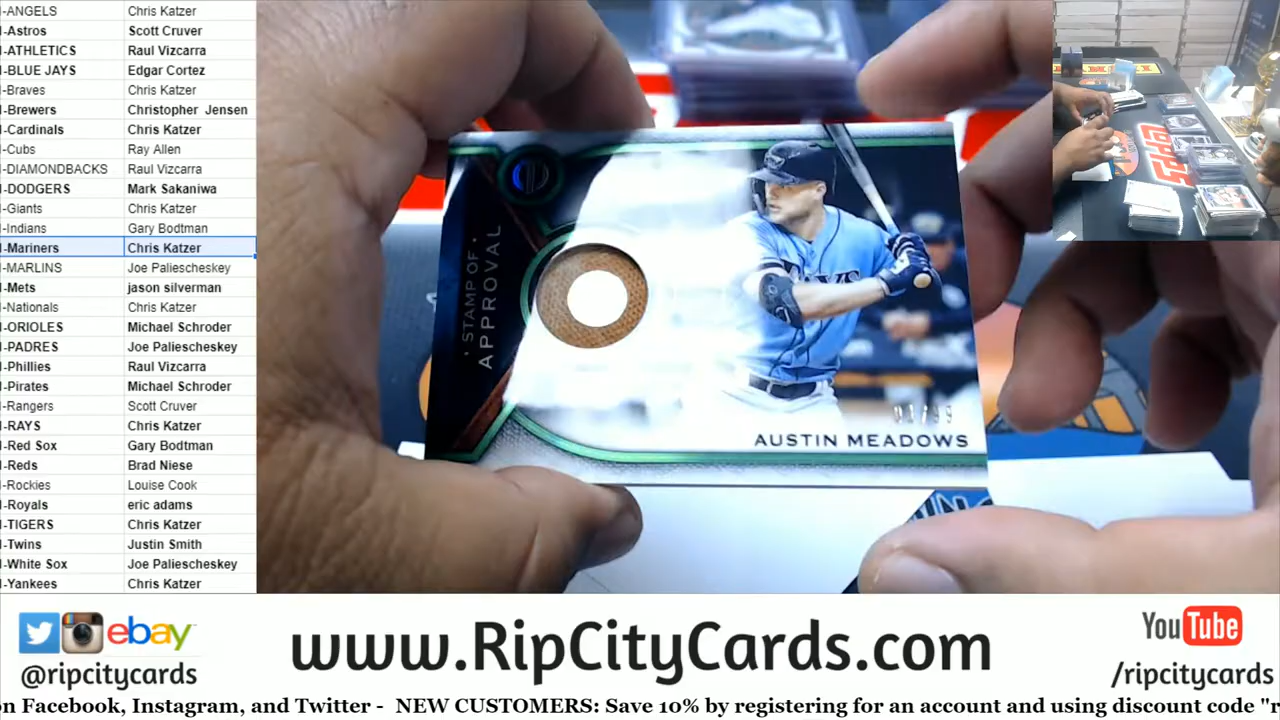 -ANGELS Chris Katzer
-Astros Scott Cruver
-ATHLETICS Raul Vizcarra
-BLUE JAYS Edgar Cortez
-Braves Chris Katzer
-Brewers Christopher Jensen
-Cardinals Chris Katzer
-Cubs Ray Allen
-DIAMONDBACKS Raul Vizcarra
-DODGERS Mark Sakaniwa
-Giants Chris Katzer
-Indians Gary Bodtman
-Mariners Chris Katzer
-MARLINS Joe Paliescheskey
-Mets jason silverman
-Nationals Chris Katzer
-ORIOLES Michael Schroder
-PADRES Joe Paliescheskey
-Phillies Raul Vizcarra
-Pirates Michael Schroder
-Rangers Scott Cruver
-RAYS Chris Katzer
-Red Sox Gary Bodtman
-Reds Brad Niese
-Rockies Louise Cook
-Royals eric adams
-TIGERS Chris Katzer
-Twins Justin Smith
-White Sox Joe Paliescheskey
-Yankees Chris Katzer
· STAMP OF ·
APPROVAL
AUSTIN MEADOWS
ebay
@ripcitycards
www.RipCityCards.com
YouTube
/ripcitycards
on Facebook, Instagram, and Twitter - NEW CUSTOMERS: Save 10% by registering for an account and using discount code "r